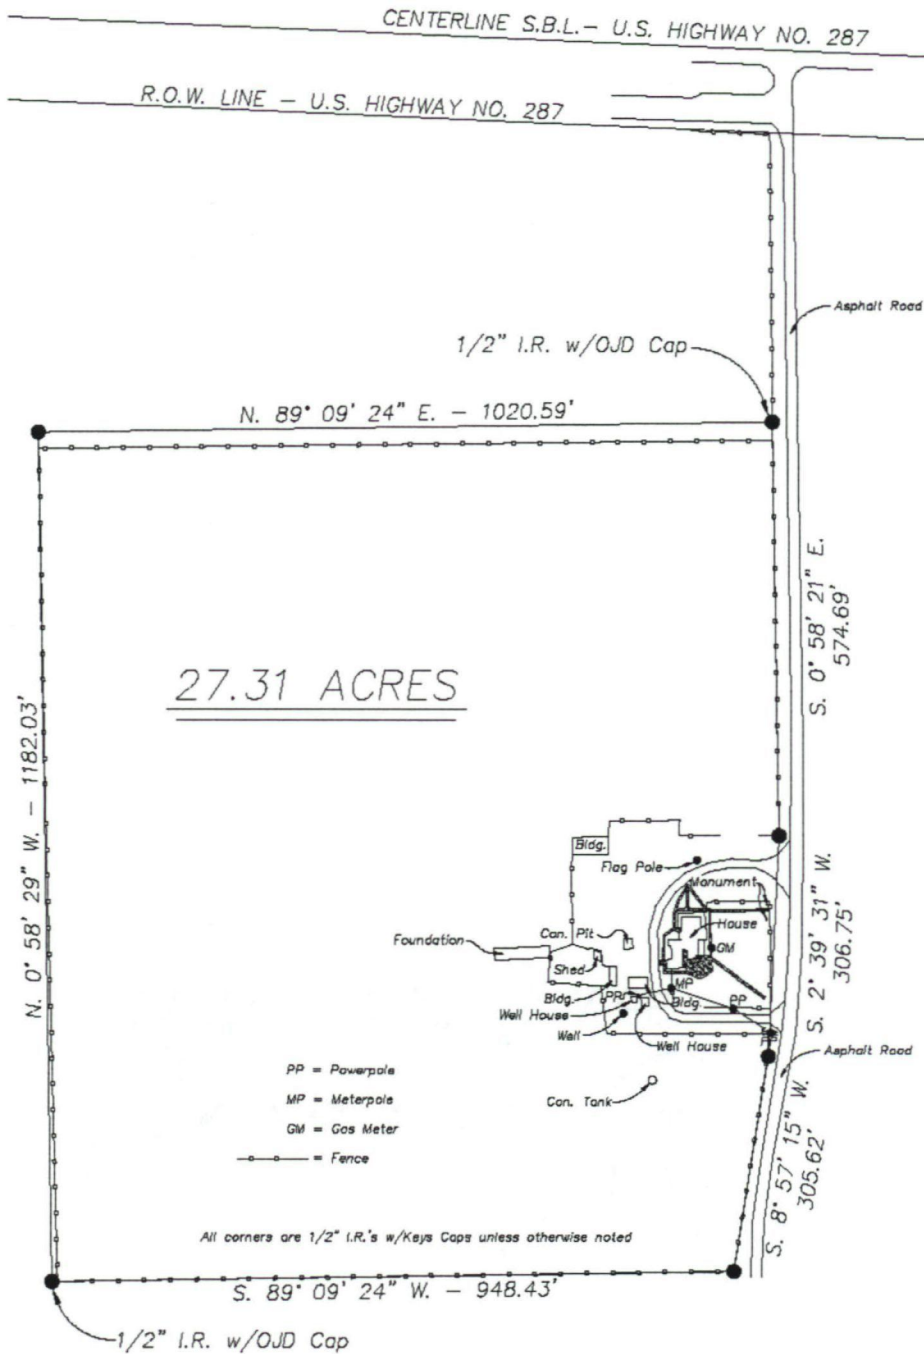 CENTERLINE S.B.L.- U.S. HIGHWAY NO. 287
R.O.W. LINE - U.S. HIGHWAY NO. 287
Asphalt Road
1/2" I.R. w/OJD Cap
N. 89° 09' 24" E. - 1020.59'
S. 0° 58' 21" E.
574.69'
27.31 ACRES
N. 0° 58' 29" W. - 1182.03'
Bldg.
Flag Pole
Monument
House
S. 2° 39' 31" W.
306.75'
Con. Pit
Foundation
GM
Shed
MP
Bldg.
PP
Bldg.
PP
Well House
Well
Well House
Asphalt Road
PP = Powerpole
MP = Meterpole
GM = Gas Meter
= Fence
Con. Tank
S. 8° 57' 15" W.
305.62'
All corners are 1/2" I.R.'s w/Keys Caps unless otherwise noted
S. 89° 09' 24" W. - 948.43'
1/2" I.R. w/OJD Cap